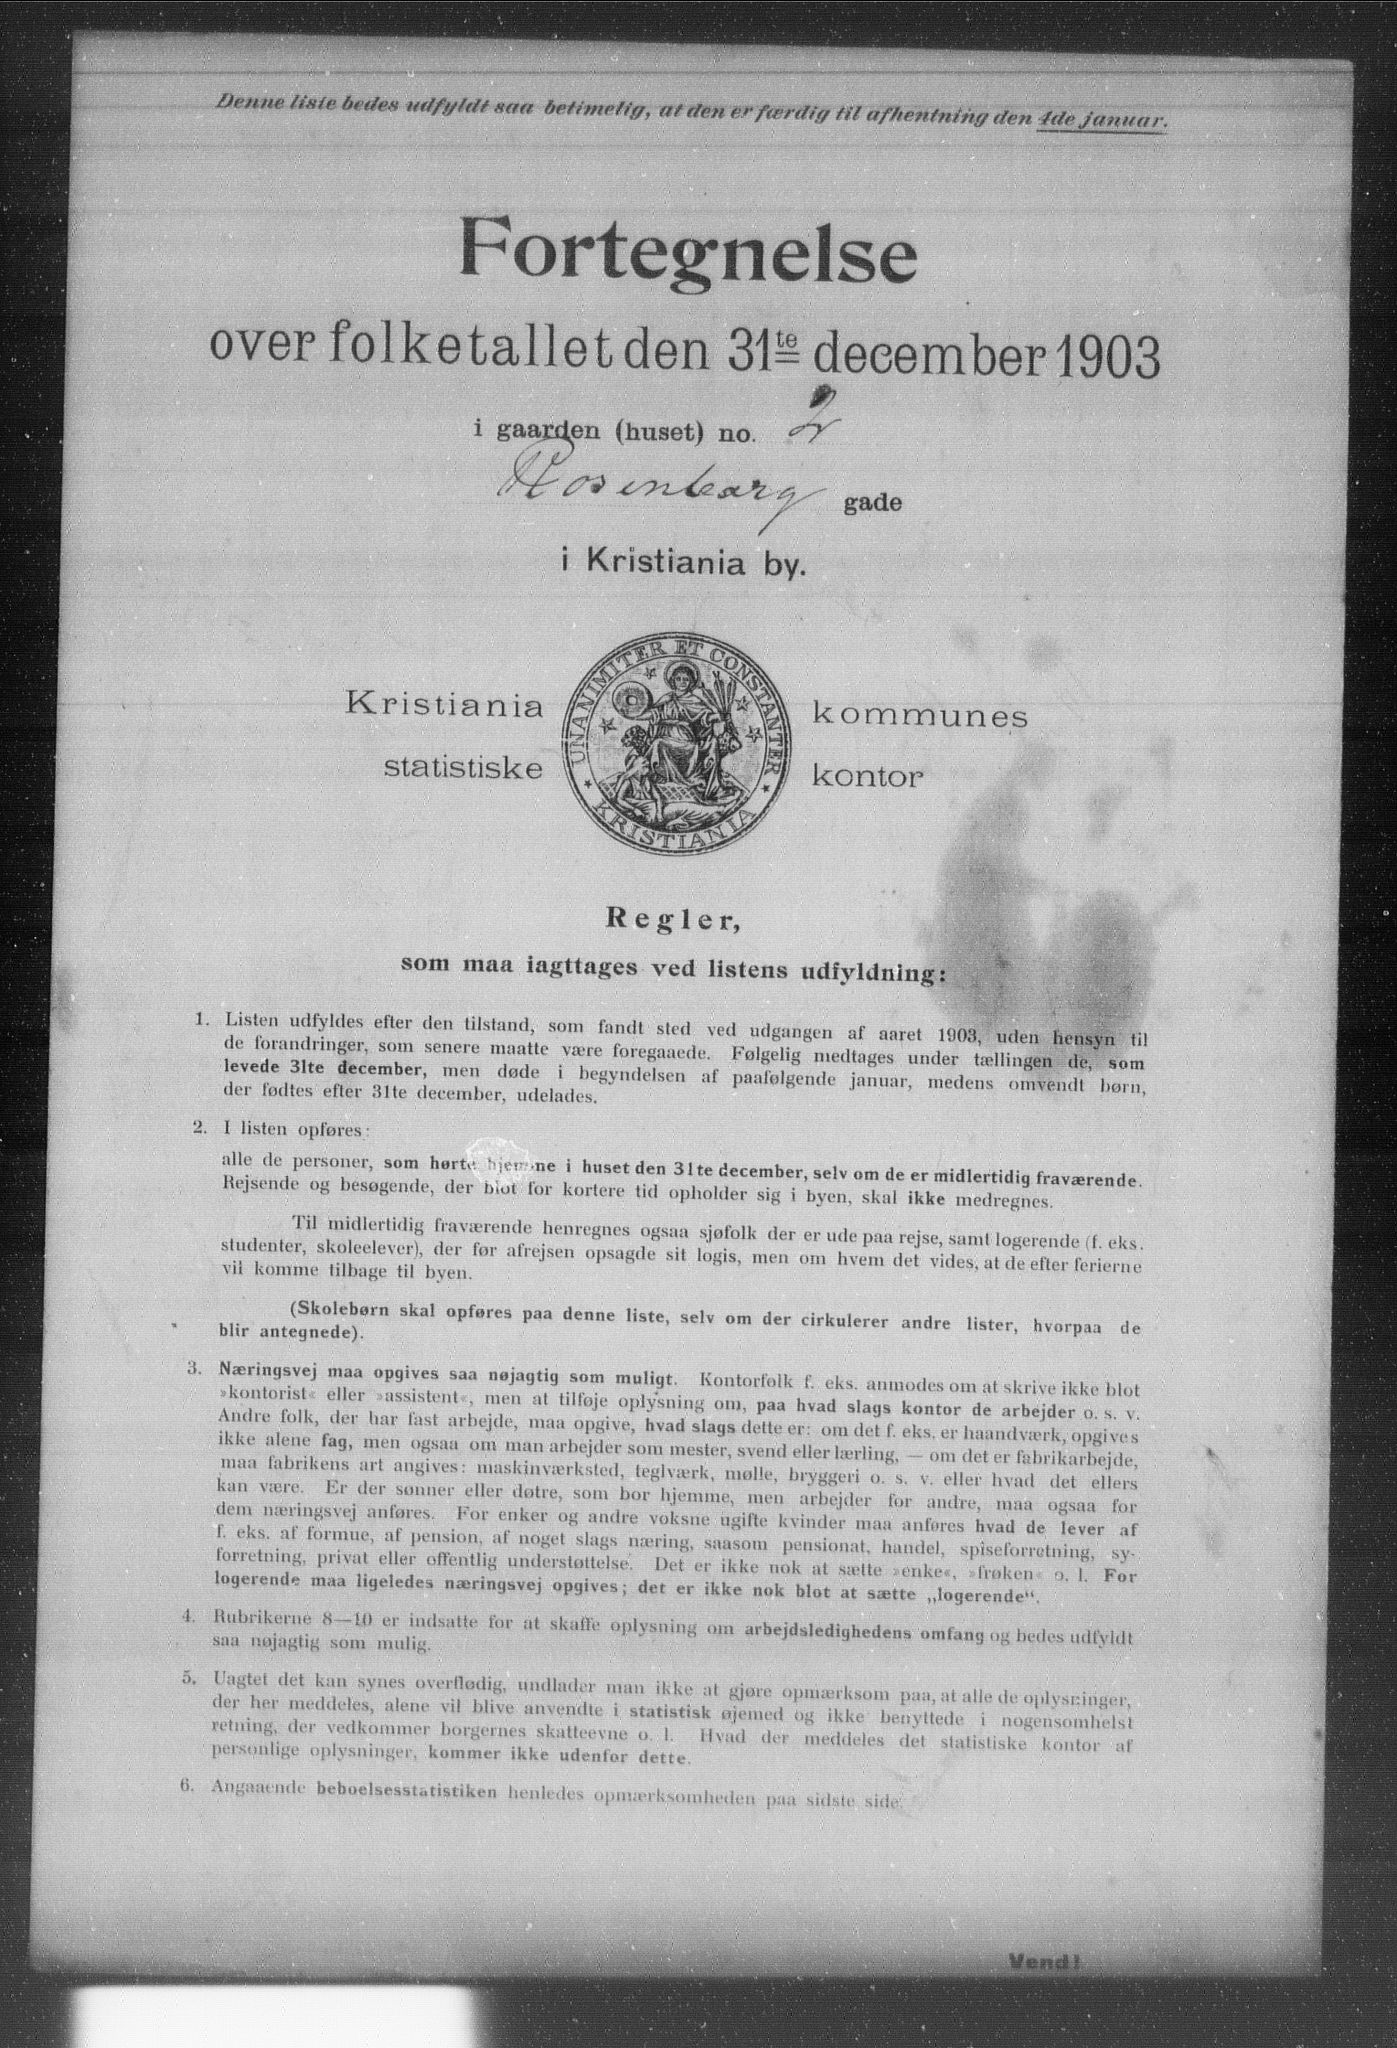 Denne liste bedes udfyldt saa betimelig, at den er færdig til afhentning den 4de januar.
Fortegnelse
over folketallet den 31te december 1903
i gaarden (huset) no. 2
Rosenborg gade
i Kristiania by.
Kristiania kommunes
statistiske kontor
UNANIMITER ET CONSTANTER
KRISTIANIA
Regler,
som maa iagttages ved listens udfyldning:
1. Listen udfyldes efter den tilstand, som fandt sted ved udgangen af aaret 1903, uden hensyn til
de forandringer, som senere maatte være foregaaede. Følgelig medtages under tællingen de, som
levede 31te december, men døde i begyndelsen af paafølgende januar, medens omvendt børn,
der fødtes efter 31te december, udelades.
2. I listen opføres:
alle de personer, som hørte hjemme i huset den 31te december, selv om de er midlertidig fraværende.
Rejsende og besøgende, der blot for kortere tid opholder sig i byen, skal ikke medregnes.
Til midlertidig fraværende henregnes ogsaa sjøfolk der er ude paa rejse, samt logerende (f. eks.
studenter, skoleelever), der før afrejsen opsagde sit logis, men om hvem det vides, at de efter ferierne
vil komme tilbage til byen.
(Skolebørn skal opføres paa denne liste, selv om der cirkulerer andre lister, hvorpaa de
blir antegnede).
3. Næringsvej maa opgives saa nøjagtig som muligt. Kontorfolk f. eks. anmodes om at skrive ikke blot
»kontorist« eller »assistent«, men at tilføje oplysning om, paa hvad slags kontor de arbejder o. s. v.
Andre folk, der har fast arbejde, maa opgive, hvad slags dette er: om det f. eks. er haandværk, opgives
ikke alene fag, men ogsaa om man arbejder som mester, svend eller lærling, — om det er fabrikarbejde,
maa fabrikens art angives: maskinværksted, teglværk, mølle, bryggeri o. s. v. eller hvad det ellers
kan være. Er der sønner eller døtre, som bor hjemme, men arbejder for andre, maa ogsaa for
dem næringsvej anføres. For enker og andre voksne ugifte kvinder maa anføres hvad de lever af
f. eks. af formue, af pension, af noget slags næring, saasom pensionat, handel, spiseforretning, sy-
forretning, privat eller offentlig understøttelse. Det er ikke nok at sætte »enke«, »frøken« o. l. For
logerende maa ligeledes næringsvej opgives; det er ikke nok blot at sætte „logerende“.
4. Rubrikerne 8—10 er indsatte for at skaffe oplysning om arbejdsledighedens omfang og bedes udfyldt
saa nøjagtig som mulig.
5. Uagtet det kan synes overflødig, undlader man ikke at gjøre opmærksom paa, at alle de oplysninger,
der her meddeles, alene vil blive anvendte i statistisk øjemed og ikke benyttede i nogensomhelst
retning, der vedkommer borgernes skatteevne o. l. Hvad der meddeles det statistiske kontor af
personlige oplysninger, kommer ikke udenfor dette.
6. Angaaende beboelsesstatistiken henledes opmærksomheden paa sidste side.
Vend!